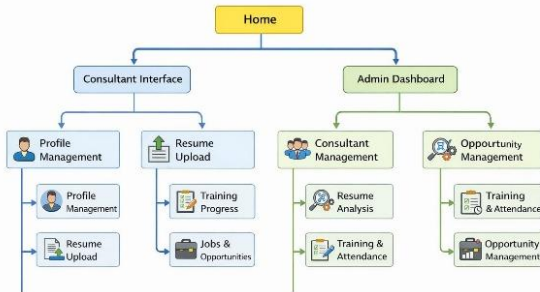 Home
Consultant Interface
Admin Dashboard
Profile
Management
Resume
Upload
Consultant
Management
Opportunity
Management
Profile
Management
Training
Progress
Resume
Analysis
Training
& Attendance
Resume
Upload
Jobs &
Opportunities
Training &
Attendance
Opportunity
Management